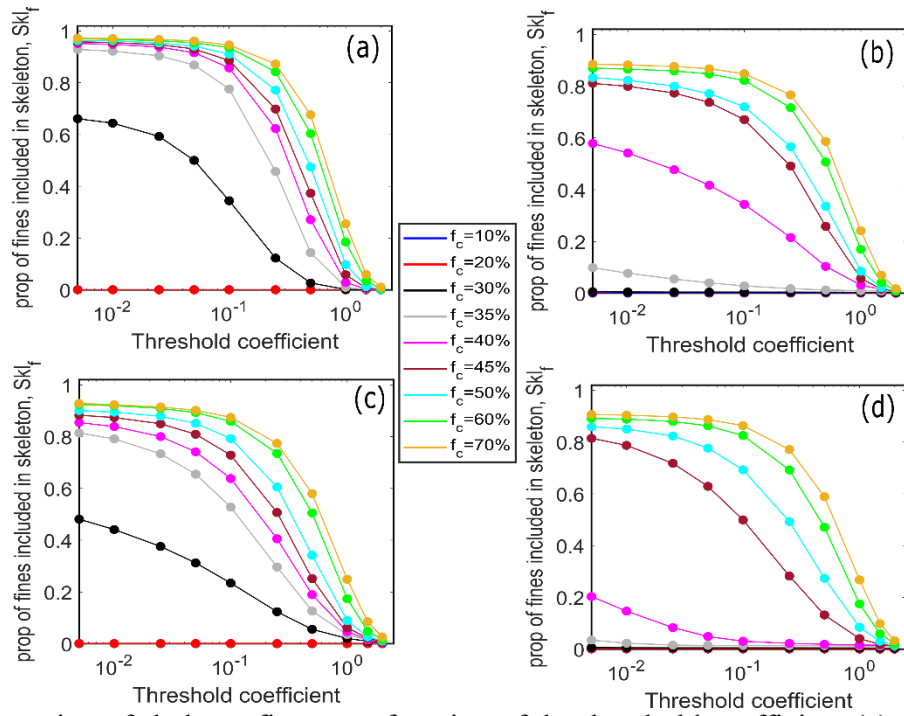 (a)
prop of fines included in skeleton, Skl_f
1
0.8
0.6
0.4
0.2
0
10^-2
10^-1
10^0
Threshold coefficient
(b)
prop of fines included in skeleton, Skl_f
1
0.8
0.6
0.4
0.2
0
10^-2
10^-1
10^0
Threshold coefficient
f_c=10%
f_c=20%
f_c=30%
f_c=35%
f_c=40%
f_c=45%
f_c=50%
f_c=60%
f_c=70%
(c)
prop of fines included in skeleton, Skl_f
1
0.8
0.6
0.4
0.2
0
10^-2
10^-1
10^0
Threshold coefficient
(d)
prop of fines included in skeleton, Skl_f
1
0.8
0.6
0.4
0.2
0
10^-2
10^-1
10^0
Threshold coefficient